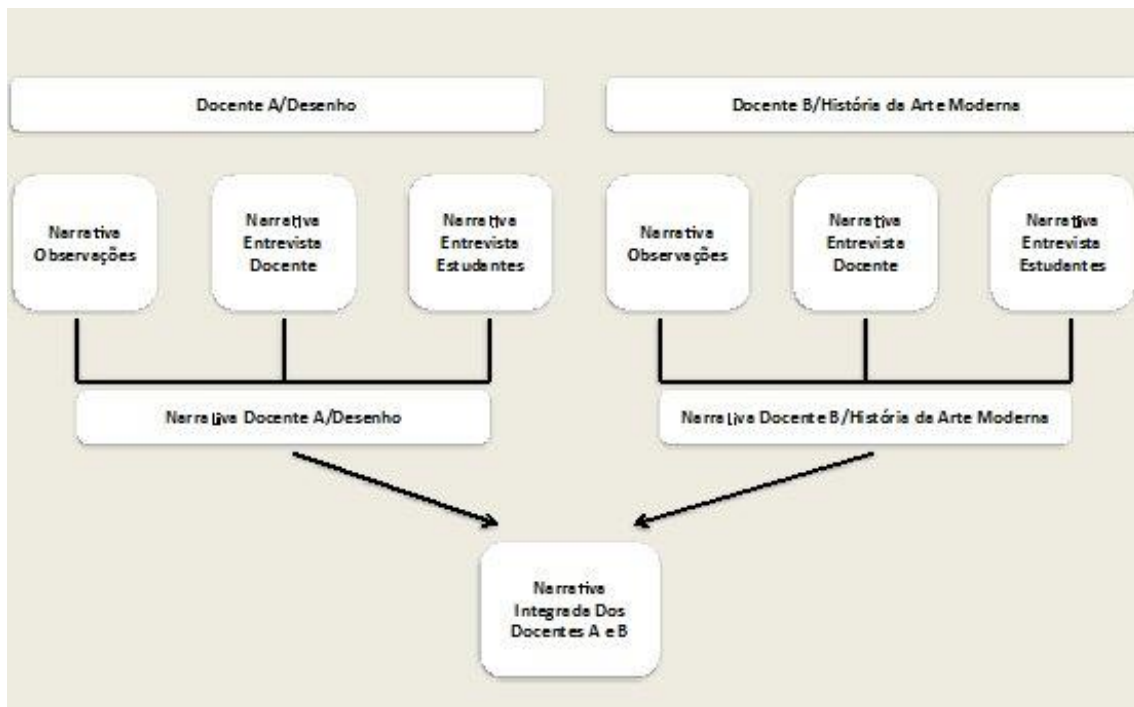 Docente A/Desenho
Docente B/História da Arte Moderna
Narrativa
Observações
Narrativa
Entrevista
Docente
Narrativa
Entrevista
Estudantes
Narrativa
Observações
Narrativa
Entrevista
Docente
Narrativa
Entrevista
Estudantes
Narrativa Docente A/Desenho
Narrativa Docente B/História da Arte Moderna
Narrativa
Integrada Dos
Docentes A e B